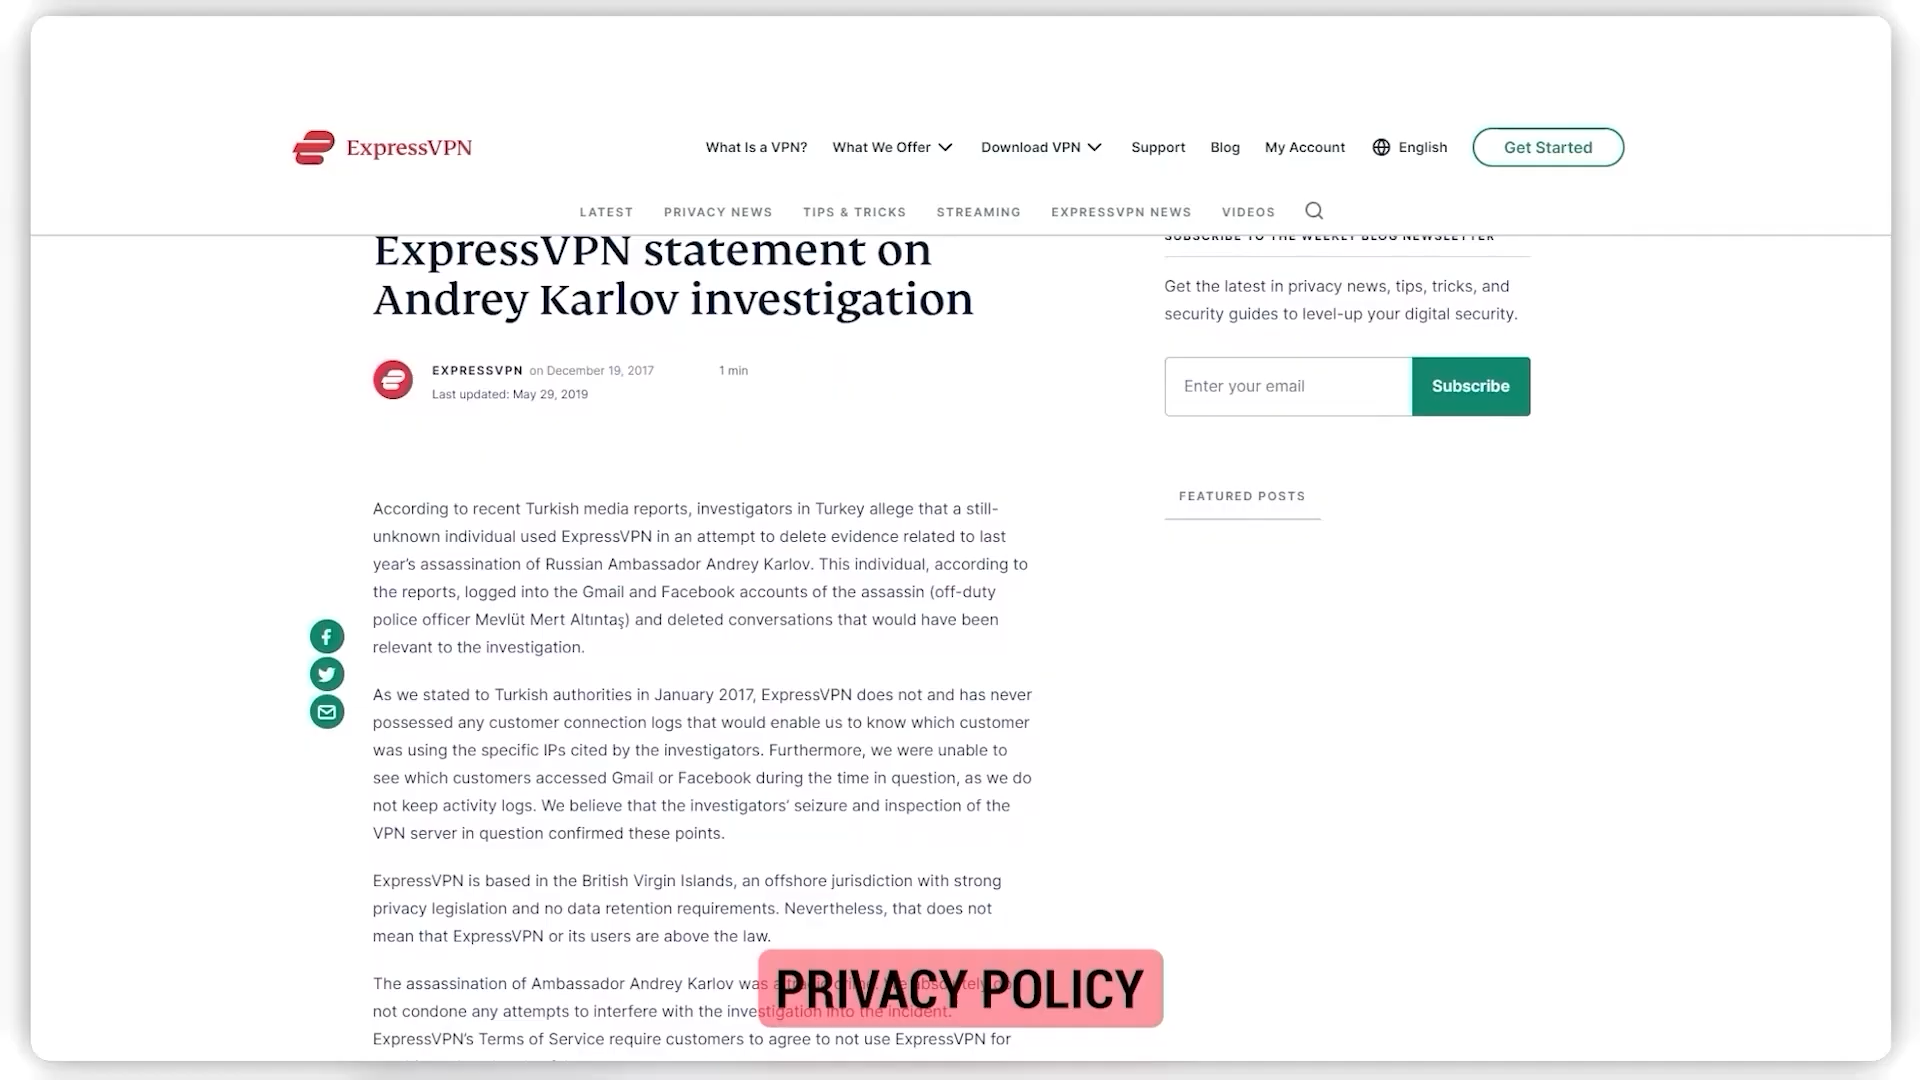 ExpressVPN
What Is a VPN? What We Offer Download VPN Support Blog My Account English Get Started
LATEST PRIVACY NEWS TIPS & TRICKS STREAMING EXPRESSVPN NEWS VIDEOS
ExpressVPN statement on
Andrey Karlov investigation
EXPRESSVPN on December 19, 2017 1 min
Last updated: May 29, 2019
According to recent Turkish media reports, investigators in Turkey allege that a still-
unknown individual used ExpressVPN in an attempt to delete evidence related to last
year’s assassination of Russian Ambassador Andrey Karlov. This individual, according to
the reports, logged into the Gmail and Facebook accounts of the assassin (off-duty
police officer Mevlüt Mert Altıntaş) and deleted conversations that would have been
relevant to the investigation.
As we stated to Turkish authorities in January 2017, ExpressVPN does not and has never
possessed any customer connection logs that would enable us to know which customer
was using the specific IPs cited by the investigators. Furthermore, we were unable to
see which customers accessed Gmail or Facebook during the time in question, as we do
not keep activity logs. We believe that the investigators’ seizure and inspection of the
VPN server in question confirmed these points.
ExpressVPN is based in the British Virgin Islands, an offshore jurisdiction with strong
privacy legislation and no data retention requirements. Nevertheless, that does not
mean that ExpressVPN or its users are above the law.
The assassination of Ambassador Andrey Karlov was a
not condone any attempts to interfere with the investigation into the incident.
ExpressVPN’s Terms of Service require customers to agree to not use ExpressVPN for
SUBSCRIBE TO THE WEEKLY BLOG NEWSLETTER
Get the latest in privacy news, tips, tricks, and
security guides to level-up your digital security.
Enter your email Subscribe
FEATURED POSTS
PRIVACY POLICY